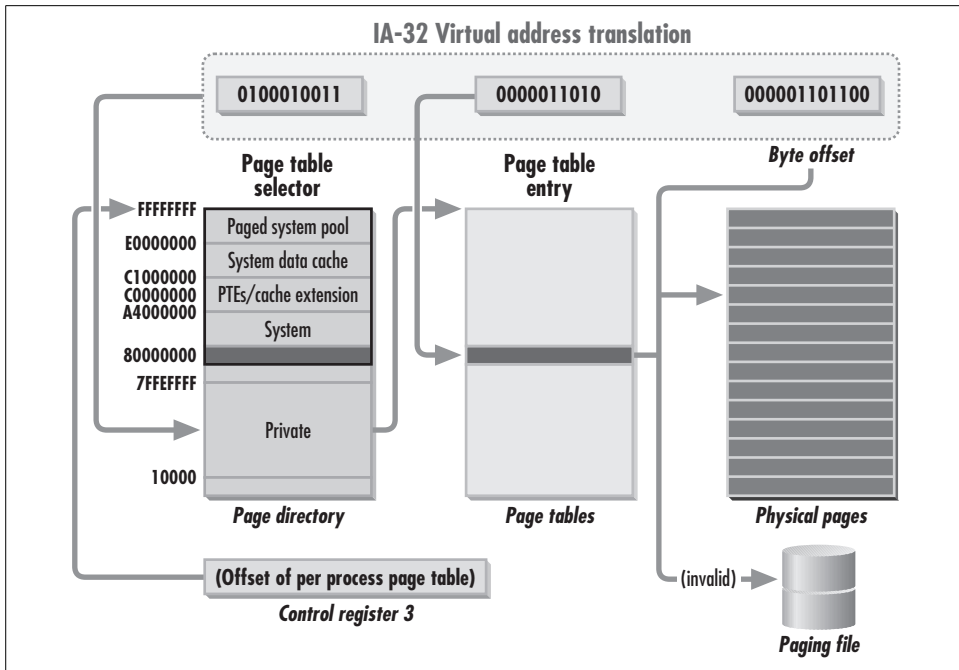 IA-32 Virtual address translation
0100010011
0000011010
000001101100
Byte offset
Page table
selector
Page table
entry
FFFFFFFF
E0000000
C1000000
C0000000
A4000000
80000000
7FFEFFFF
10000
Paged system pool
System data cache
PTEs/cache extension
System
Private
Page directory
Page tables
Physical pages
(Offset of per process page table)
Control register 3
(invalid)
Paging file